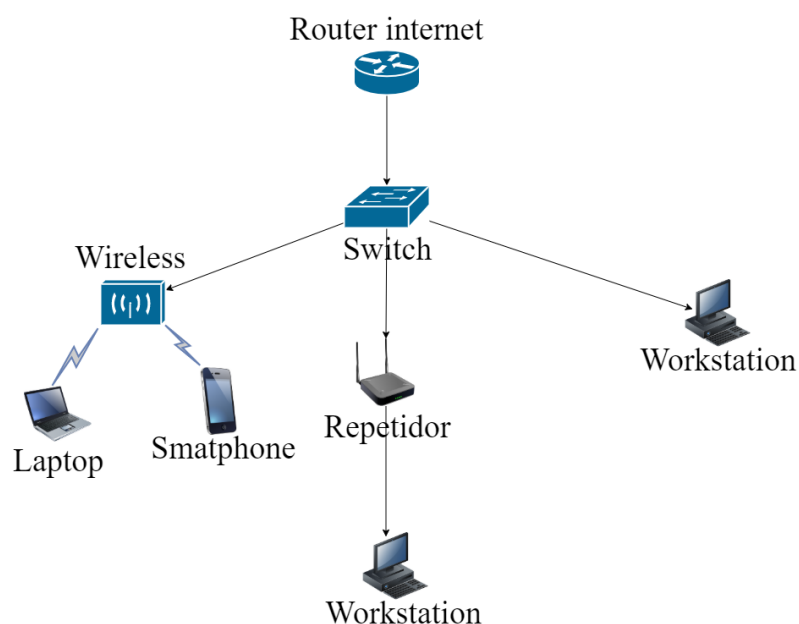 Router internet
Switch
Wireless
Workstation
Laptop
Smatphone
Repetidor
Workstation